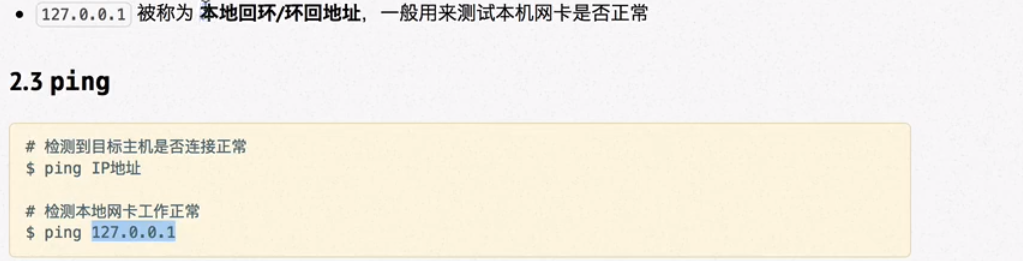 127.0.0.1 被称为 本地回环/环回地址，一般用来测试本机网卡是否正常
2.3 ping
# 检测到目标主机是否连接正常
$ ping IP地址
# 检测本地网卡工作正常
$ ping 127.0.0.1